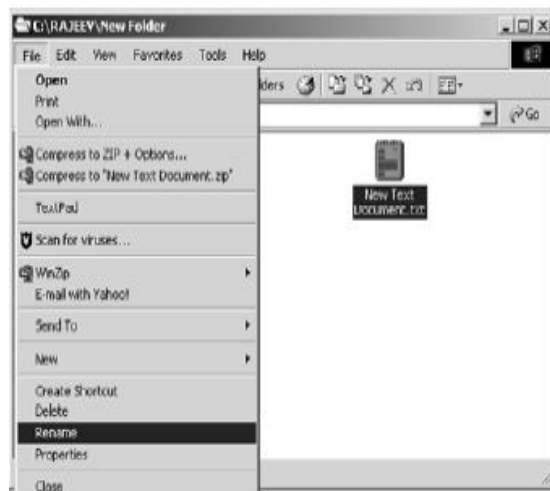 C:\RAJEEV\New Folder
File Edit View Favorites Tools Help
Open
Print
Open With...
Compress to ZIP + Options...
Compress to "New Text Document.zip"
TextPad
Scan for viruses...
WinZip
E-mail with Yahoo!
Send To
New
Create Shortcut
Delete
Rename
Properties
Close
ders
Go
New Text
Document.txt